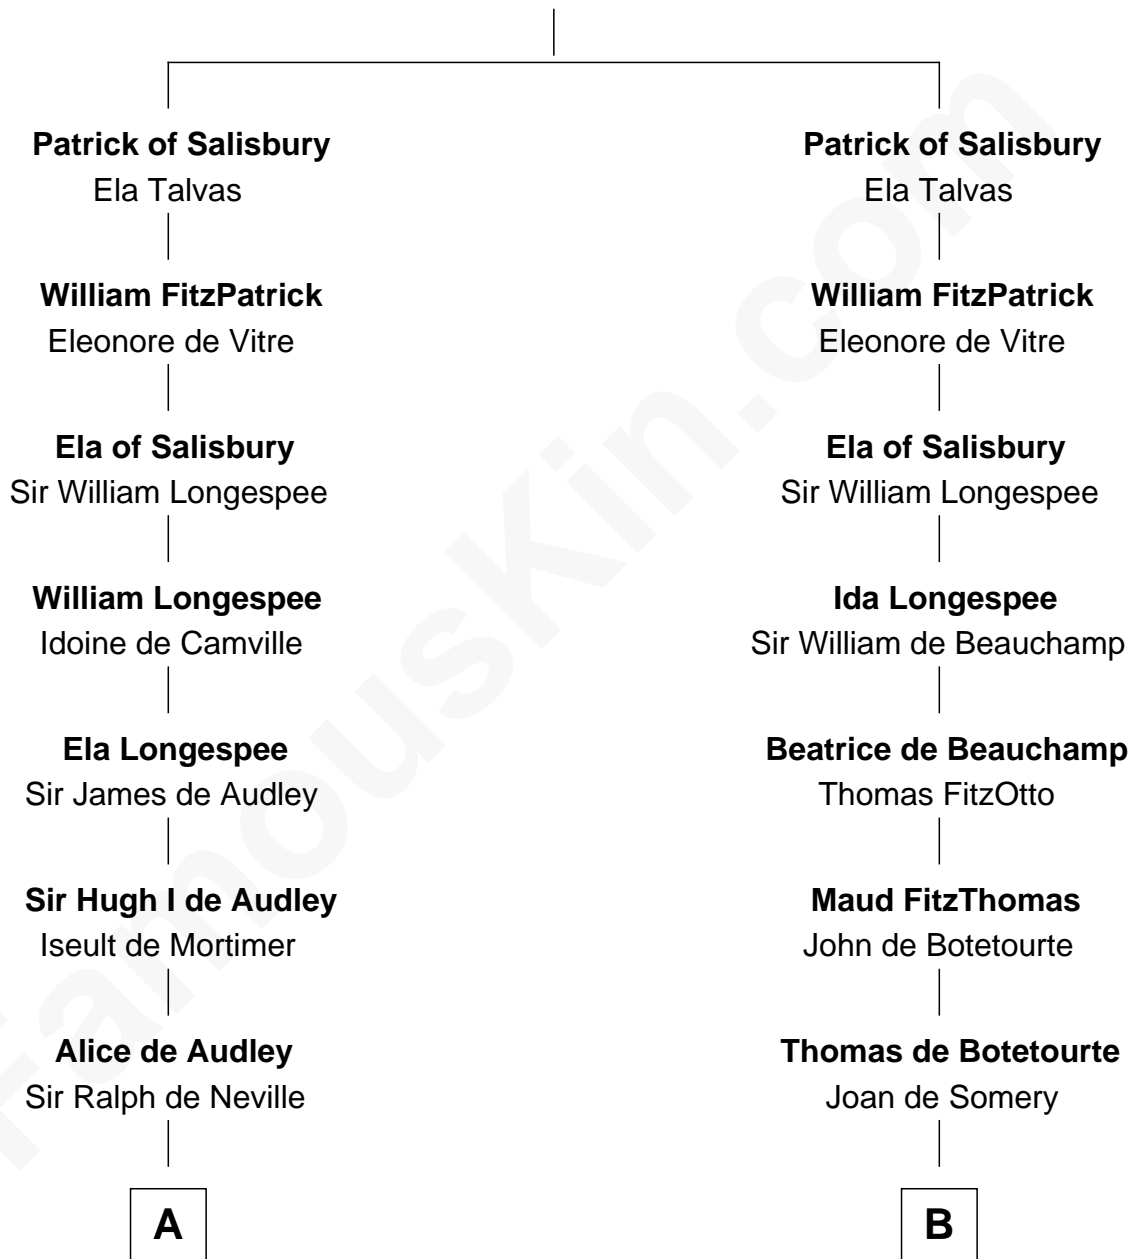 Patrick of Salisbury
Ela Talvas
William FitzPatrick
Eleonore de Vitre
Ela of Salisbury
Sir William Longespee
William Longespee
Idoine de Camville
Ela Longespee
Sir James de Audley
Sir Hugh I de Audley
Iseult de Mortimer
Alice de Audley
Sir Ralph de Neville
A
Patrick of Salisbury
Ela Talvas
William FitzPatrick
Eleonore de Vitre
Ela of Salisbury
Sir William Longespee
Ida Longespee
Sir William de Beauchamp
Beatrice de Beauchamp
Thomas FitzOtto
Maud FitzThomas
John de Botetourte
Thomas de Botetourte
Joan de Somery
B
FamousKin.com